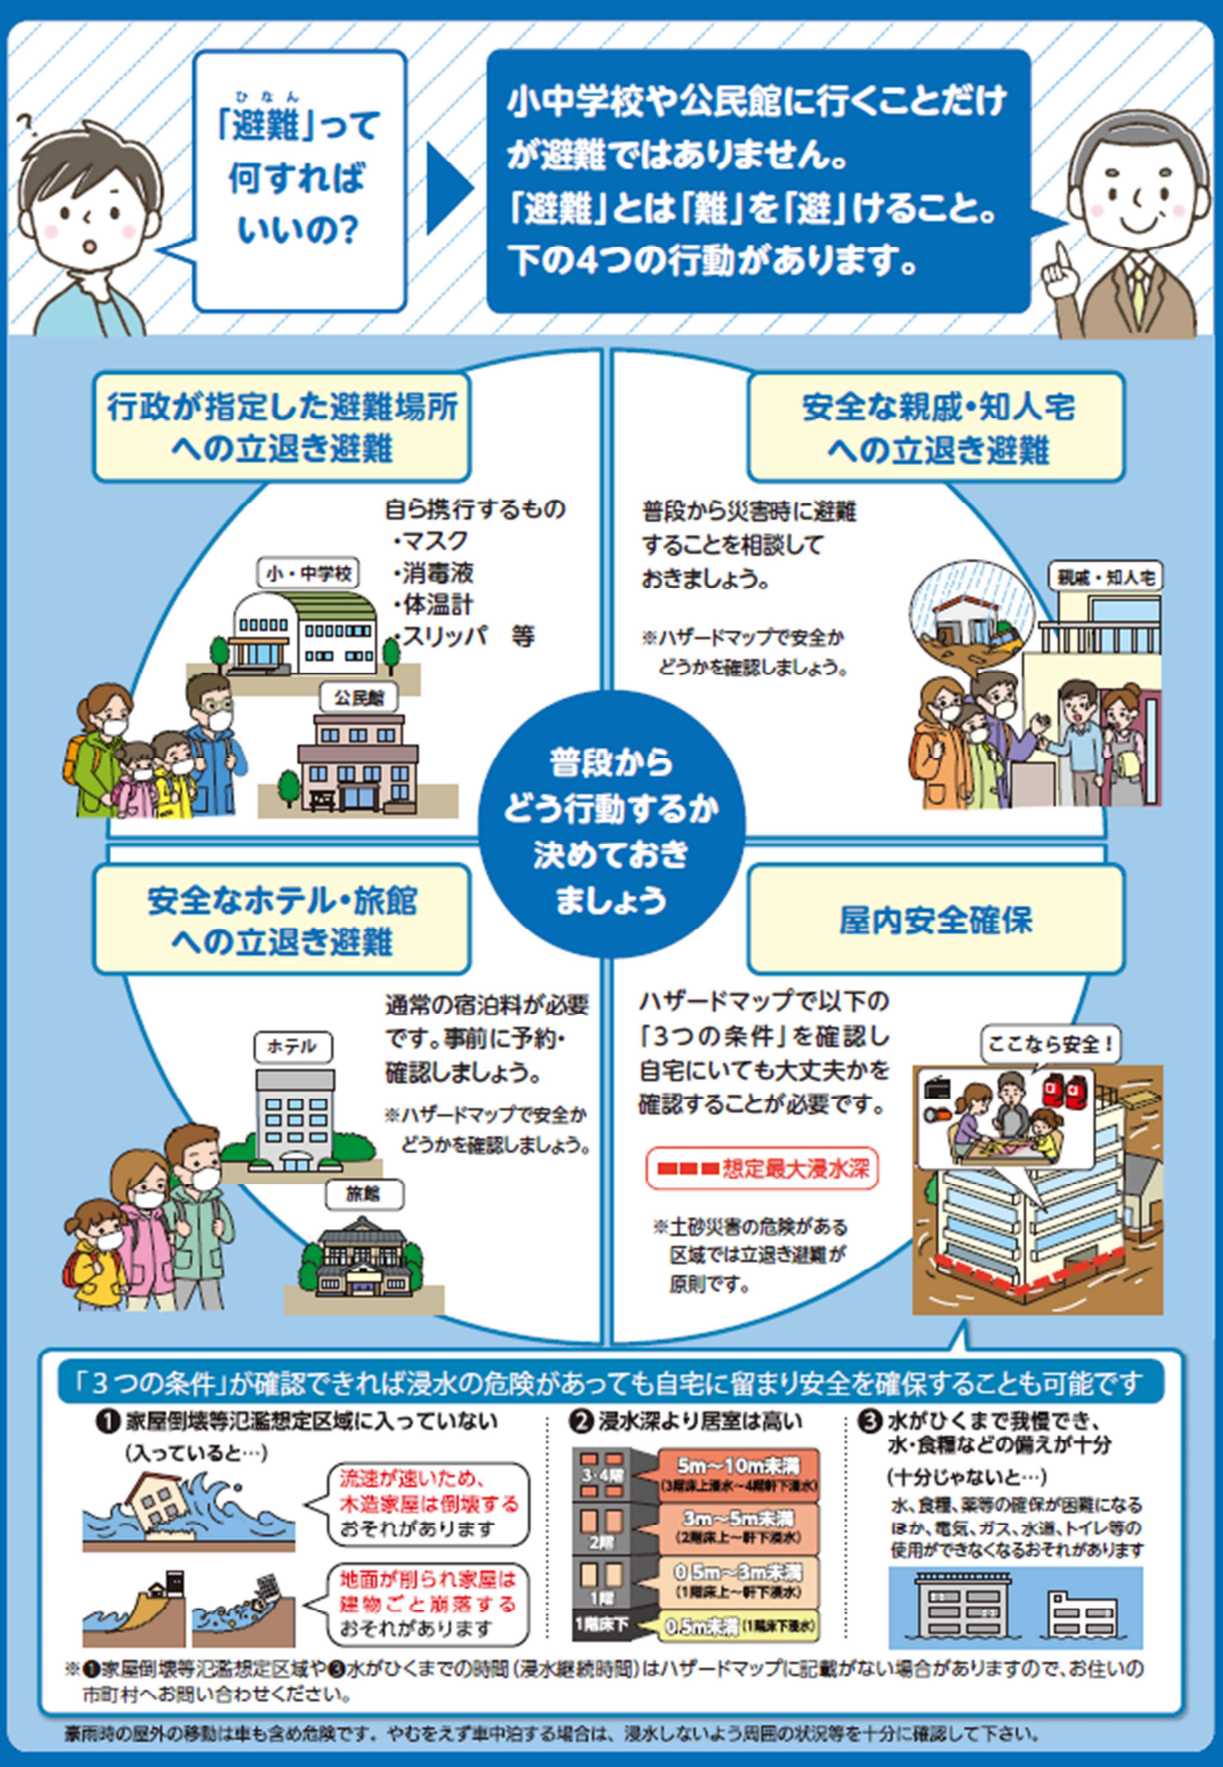 ひなん
「避難」って
何すれば
いいの?
小中学校や公民館に行くことだけ
が避難ではありません。
「避難」とは「難」を「避」けること。
下の4つの行動があります。
行政が指定した避難場所
への立退き避難
自ら携行するもの
・マスク
・消毒液
・体温計
・スリッパ 等
小・中学校
公民館
安全な親戚・知人宅
への立退き避難
普段から災害時に避難
することを相談して
おきましょう。
※ハザードマップで安全か
どうかを確認しましょう。
親戚・知人宅
普段から
どう行動するか
決めておき
ましょう
安全なホテル・旅館
への立退き避難
通常の宿泊料が必要
です。事前に予約・
確認しましょう。
※ハザードマップで安全か
どうかを確認しましょう。
ホテル
旅館
屋内安全確保
ハザードマップで以下の
「3つの条件」を確認し
自宅にいても大丈夫かを
確認することが必要です。
想定最大浸水深
※土砂災害の危険がある
区域では立退き避難が
原則です。
ここなら安全!
「3つの条件」が確認できれば浸水の危険があっても自宅に留まり安全を確保することも可能です
❶家屋倒壊等氾濫想定区域に入っていない
(入っていると…)
流速が速いため、
木造家屋は倒壊する
おそれがあります
地面が削られ家屋は
建物ごと崩落する
おそれがあります
❷浸水深より居室は高い
3・4階
5m〜10m未満
(3階床上浸水〜4階軒下浸水)
2階
3m〜5m未満
(2階床上〜軒下浸水)
1階
0.5m〜3m未満
(1階床上〜軒下浸水)
1階床下
0.5m未満(1階床下浸水)
❸水がひくまで我慢でき、
水・食糧などの備えが十分
(十分じゃないと…)
水、食糧、薬等の確保が困難になる
ほか、電気、ガス、水道、トイレ等の
使用ができなくなるおそれがあります
※❶家屋倒壊等氾濫想定区域や❸水がひくまでの時間(浸水継続時間)はハザードマップに記載がない場合がありますので、お住いの
市町村へお問い合わせください。
豪雨時の屋外の移動は車も含め危険です。やむをえず車中泊する場合は、浸水しないよう周囲の状況等を十分に確認して下さい。